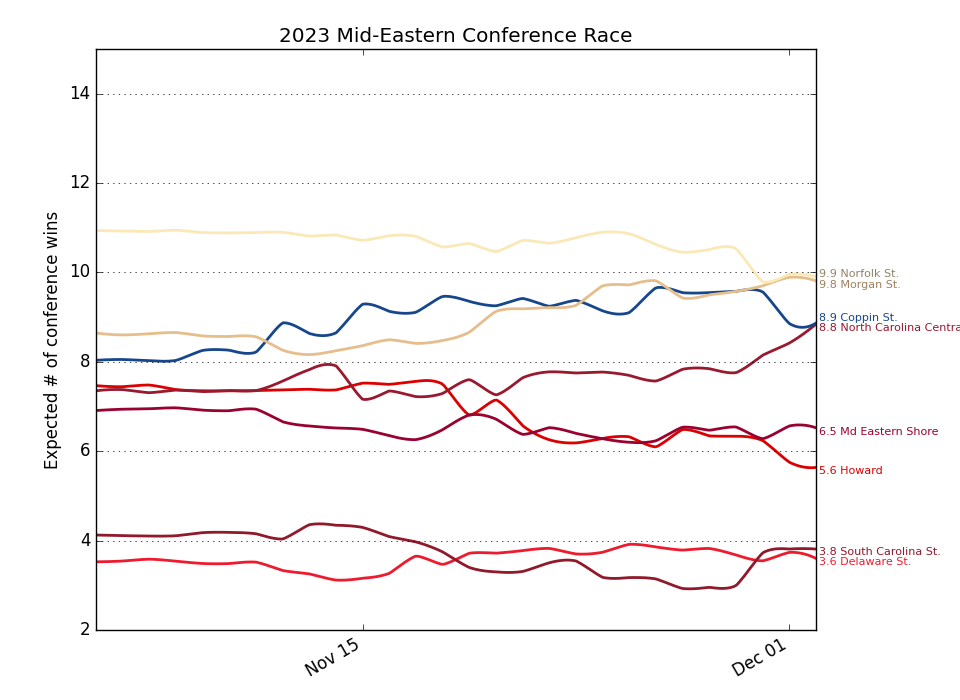 2023 Mid-Eastern Conference Race
Expected # of conference wins
14
12
10
8
6
4
2
Nov 15
Dec 01
9.9 Norfolk St.
9.8 Morgan St.
8.9 Coppin St.
8.8 North Carolina Centra
6.5 Md Eastern Shore
5.6 Howard
3.8 South Carolina St.
3.6 Delaware St.